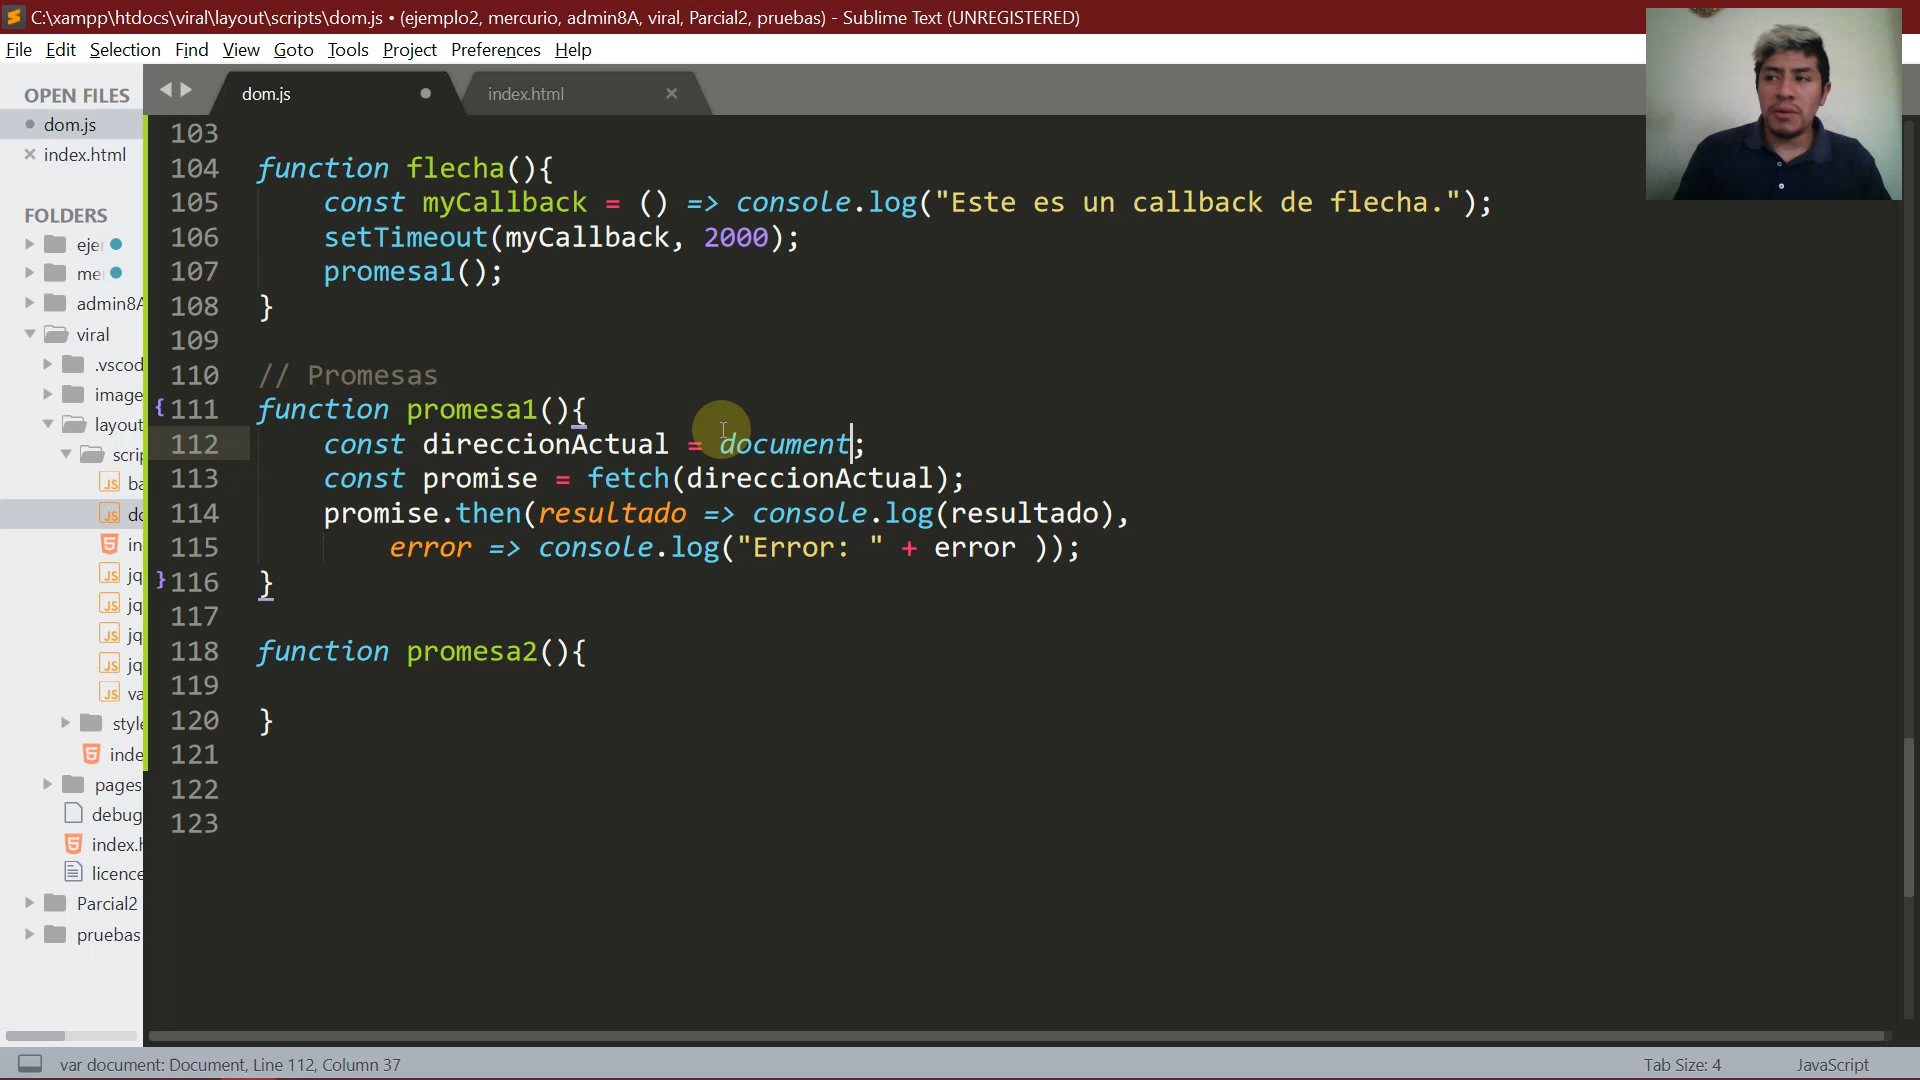 C:\xampp\htdocs\viral\layout\scripts\dom.js • (ejemplo2, mercurio, admin8A, viral, Parcial2, pruebas) - Sublime Text (UNREGISTERED)
File Edit Selection Find View Goto Tools Project Preferences Help
OPEN FILES
dom.js
index.html
FOLDERS
eje
me
admin8A
viral
.vscod
image
layout
scrip
ba
do
in
jq
jq
jq
jq
va
style
inde
pages
debug
index.h
licence
Parcial2
pruebas
dom.js
index.html
103
104 function flecha(){
105 const myCallback = () => console.log("Este es un callback de flecha.");
106 setTimeout(myCallback, 2000);
107 promesa1();
108 }
109
110 // Promesas
111 function promesa1(){
112 const direccionActual = document;
113 const promise = fetch(direccionActual);
114 promise.then(resultado => console.log(resultado),
115 error => console.log("Error: " + error ));
116 }
117
118 function promesa2(){
119
120 }
121
122
123
var document: Document, Line 112, Column 37
Tab Size: 4
JavaScript